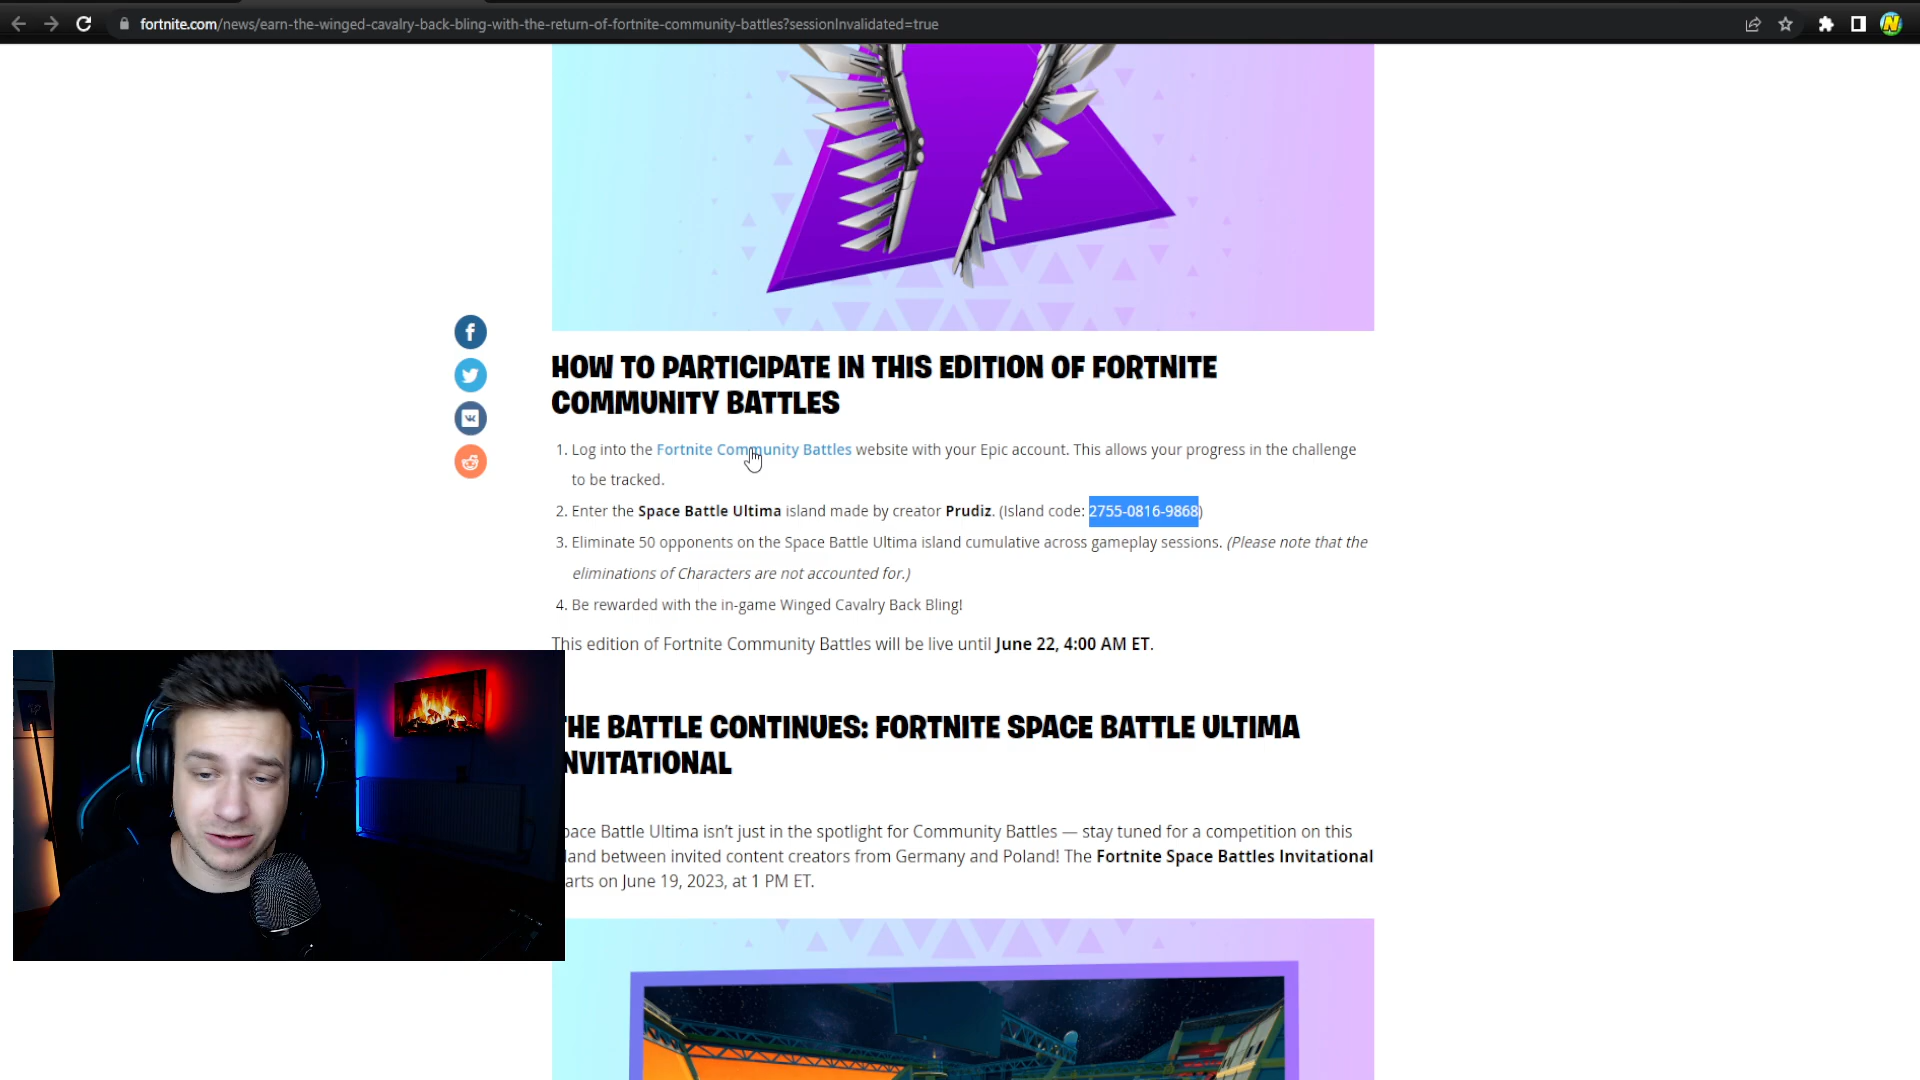 fortnite.com/news/earn-the-winged-cavalry-back-bling-with-the-return-of-fortnite-community-battles?sessionInvalidated=true
HOW TO PARTICIPATE IN THIS EDITION OF FORTNITE
COMMUNITY BATTLES
1. Log into the Fortnite Community Battles website with your Epic account. This allows your progress in the challenge
to be tracked.
2. Enter the Space Battle Ultima island made by creator Prudiz. (Island code: 2755-0816-9868)
3. Eliminate 50 opponents on the Space Battle Ultima island cumulative across gameplay sessions. (Please note that the
eliminations of Characters are not accounted for.)
4. Be rewarded with the in-game Winged Cavalry Back Bling!
This edition of Fortnite Community Battles will be live until June 22, 4:00 AM ET.
THE BATTLE CONTINUES: FORTNITE SPACE BATTLE ULTIMA
INVITATIONAL
pace Battle Ultima isn't just in the spotlight for Community Battles — stay tuned for a competition on this
land between invited content creators from Germany and Poland! The Fortnite Space Battles Invitational
arts on June 19, 2023, at 1 PM ET.